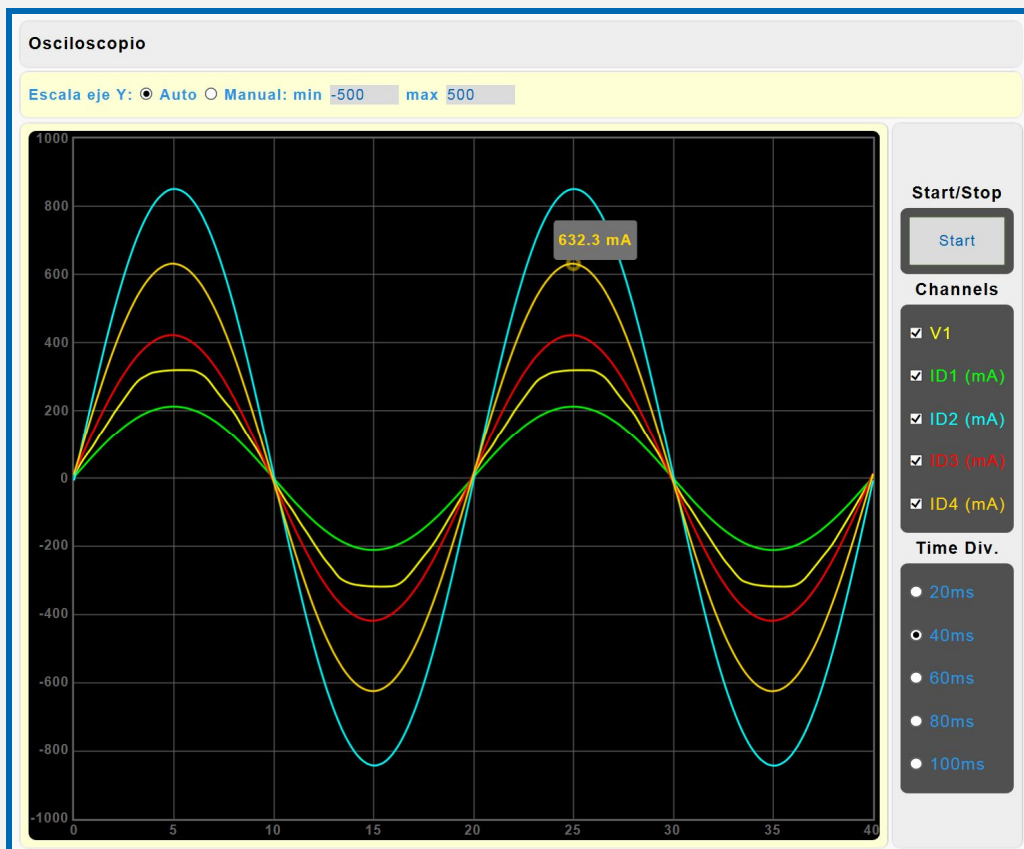 Osciloscopio
Escala eje Y: Auto Manual: min -500 max 500
1000
800
600
400
200
0
-200
-400
-600
-800
-1000
0 5 10 15 20 25 30 35 40
632.3 mA
Start/Stop
Start
Channels
V1
ID1 (mA)
ID2 (mA)
ID3 (mA)
ID4 (mA)
Time Div.
20ms
40ms
60ms
80ms
100ms